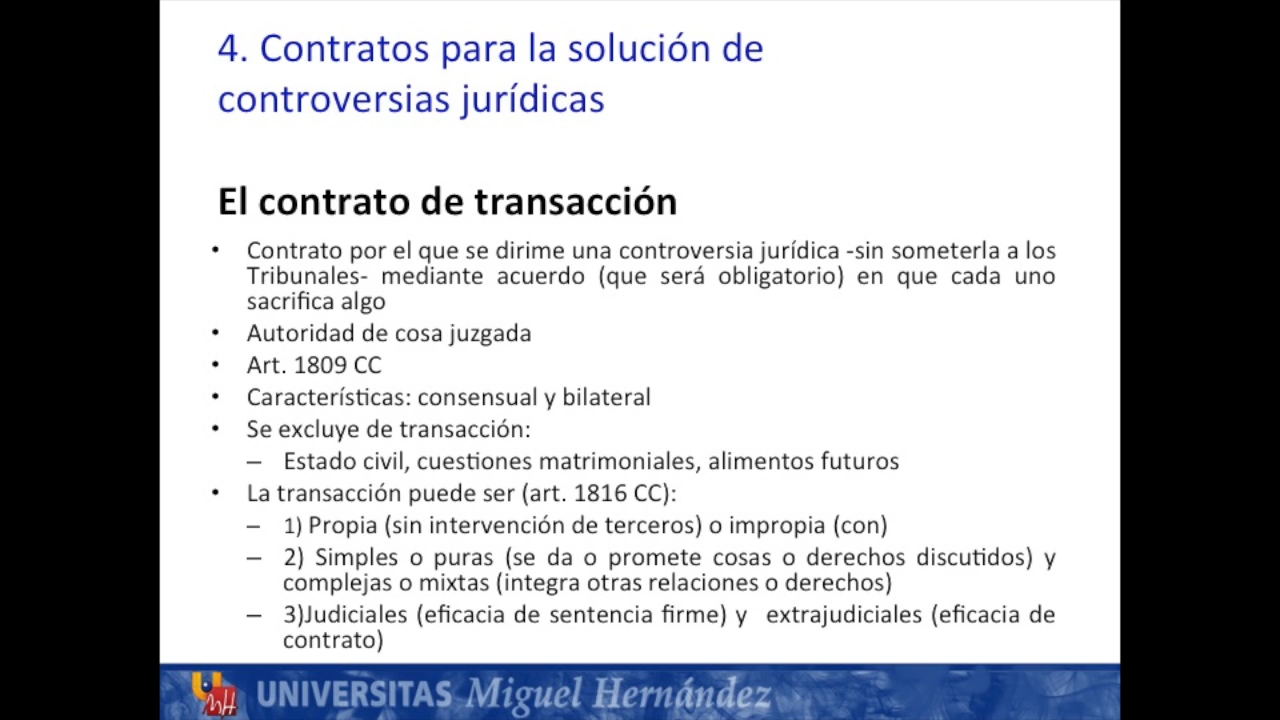 4. Contratos para la solución de
controversias jurídicas
El contrato de transacción
• Contrato por el que se dirime una controversia jurídica -sin someterla a los
Tribunales- mediante acuerdo (que será obligatorio) en que cada uno
sacrifica algo
• Autoridad de cosa juzgada
• Art. 1809 CC
• Características: consensual y bilateral
• Se excluye de transacción:
– Estado civil, cuestiones matrimoniales, alimentos futuros
• La transacción puede ser (art. 1816 CC):
– 1) Propia (sin intervención de terceros) o impropia (con)
– 2) Simples o puras (se da o promete cosas o derechos discutidos) y
complejas o mixtas (integra otras relaciones o derechos)
– 3)Judiciales (eficacia de sentencia firme) y extrajudiciales (eficacia de
contrato)
UMH UNIVERSITAS Miguel Hernández